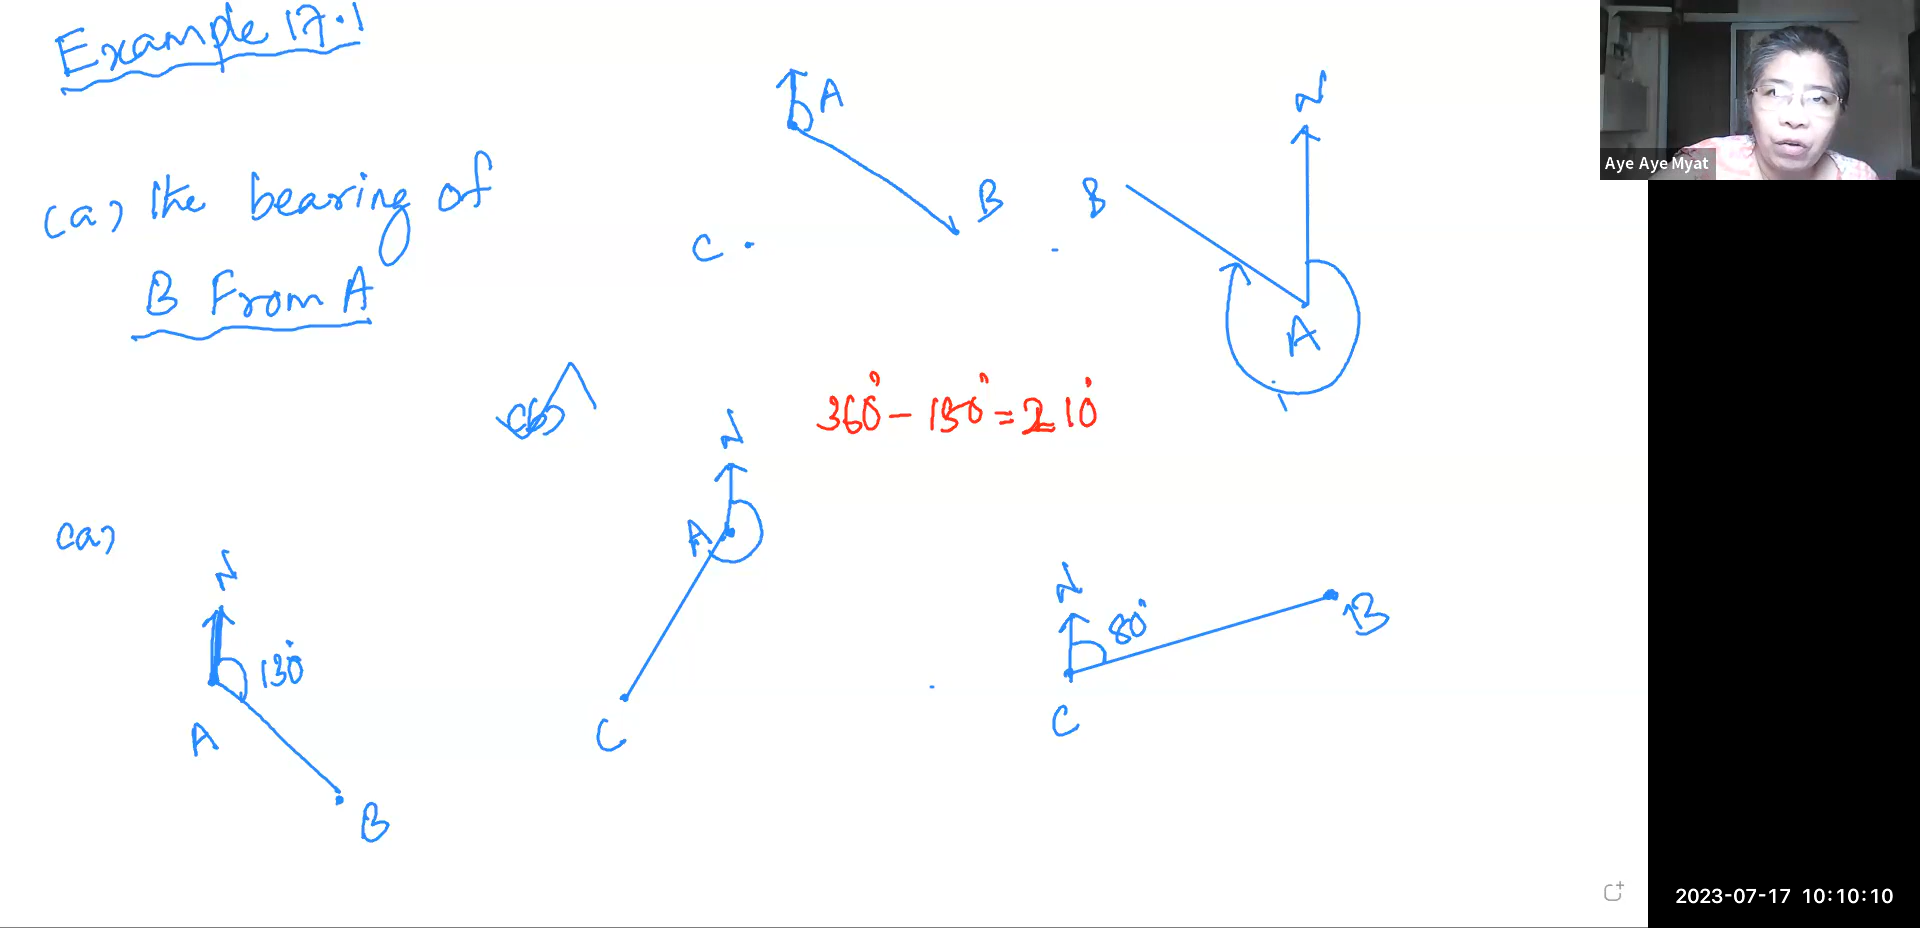 Example 17.1
(a) the bearing of
B From A
A
B
C
N
B
A
360° - 150° = 210°
(a)
N
130°
A
B
N
A
C
N
80°
B
C
Aye Aye Myat
2023-07-17 10:10:10